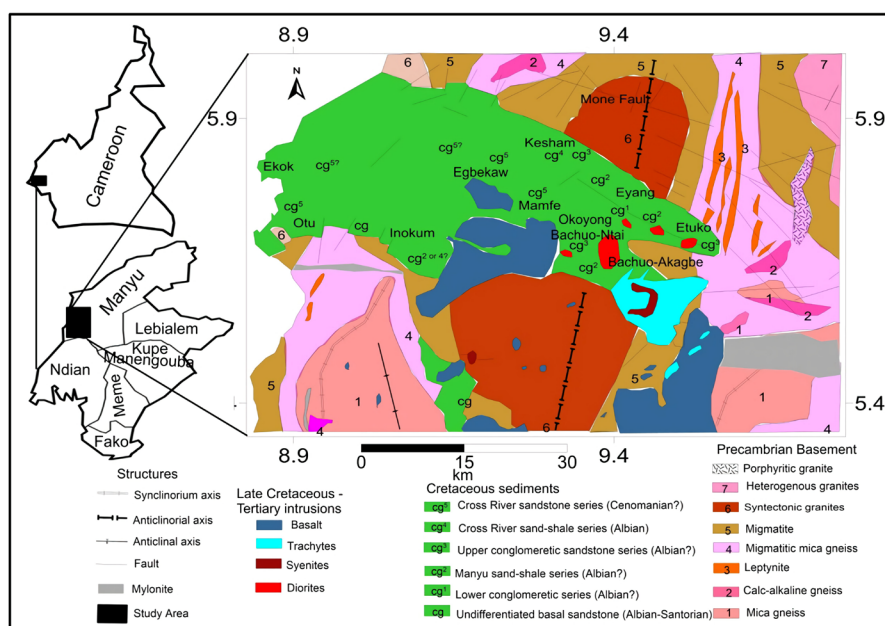 8.9
9.4
Cameroon
Manyu
Lebialem
Kupe
Manengouba
Ndian
Meme
Fako
N
5.9
5.9
6
5
2
4
5
4
5
7
Mone Fault
6
3
3
Kesham
cg⁵?
cg⁵
cg⁴
cg³
Ekok
cg⁵?
Egbekaw
cg²
Eyang
cg⁵
Mamfe
cg⁵
Otu
cg
Inokum
Okoyong
cg¹
cg²
Etuko
cg³
Bachuo-Ntai
cg³
Bachuo-Akagbe
6
cg² or 4?
cg²
2
1
2
1
4
5
5
1
cg
1
4
6
4
5.4
8.9
9.4
0
15
30
km
Structures
Synclinorium axis
Anticlinorial axis
Anticlinal axis
Fault
Mylonite
Study Area
Late Cretaceous -
Tertiary intrusions
Basalt
Trachytes
Syenites
Diorites
Cretaceous sediments
cg⁵ Cross River sandstone series (Cenomanian?)
cg⁴ Cross River sand-shale series (Albian)
cg³ Upper conglomeretic sandstone series (Albian?)
cg² Manyu sand-shale series (Albian?)
cg¹ Lower conglomeretic series (Albian?)
cg Undifferentiated basal sandstone (Albian-Santorian)
Precambrian Basement
Porphyritic granite
7 Heterogenous granites
6 Syntectonic granites
5 Migmatite
4 Migmatitic mica gneiss
3 Leptynite
2 Calc-alkaline gneiss
1 Mica gneiss